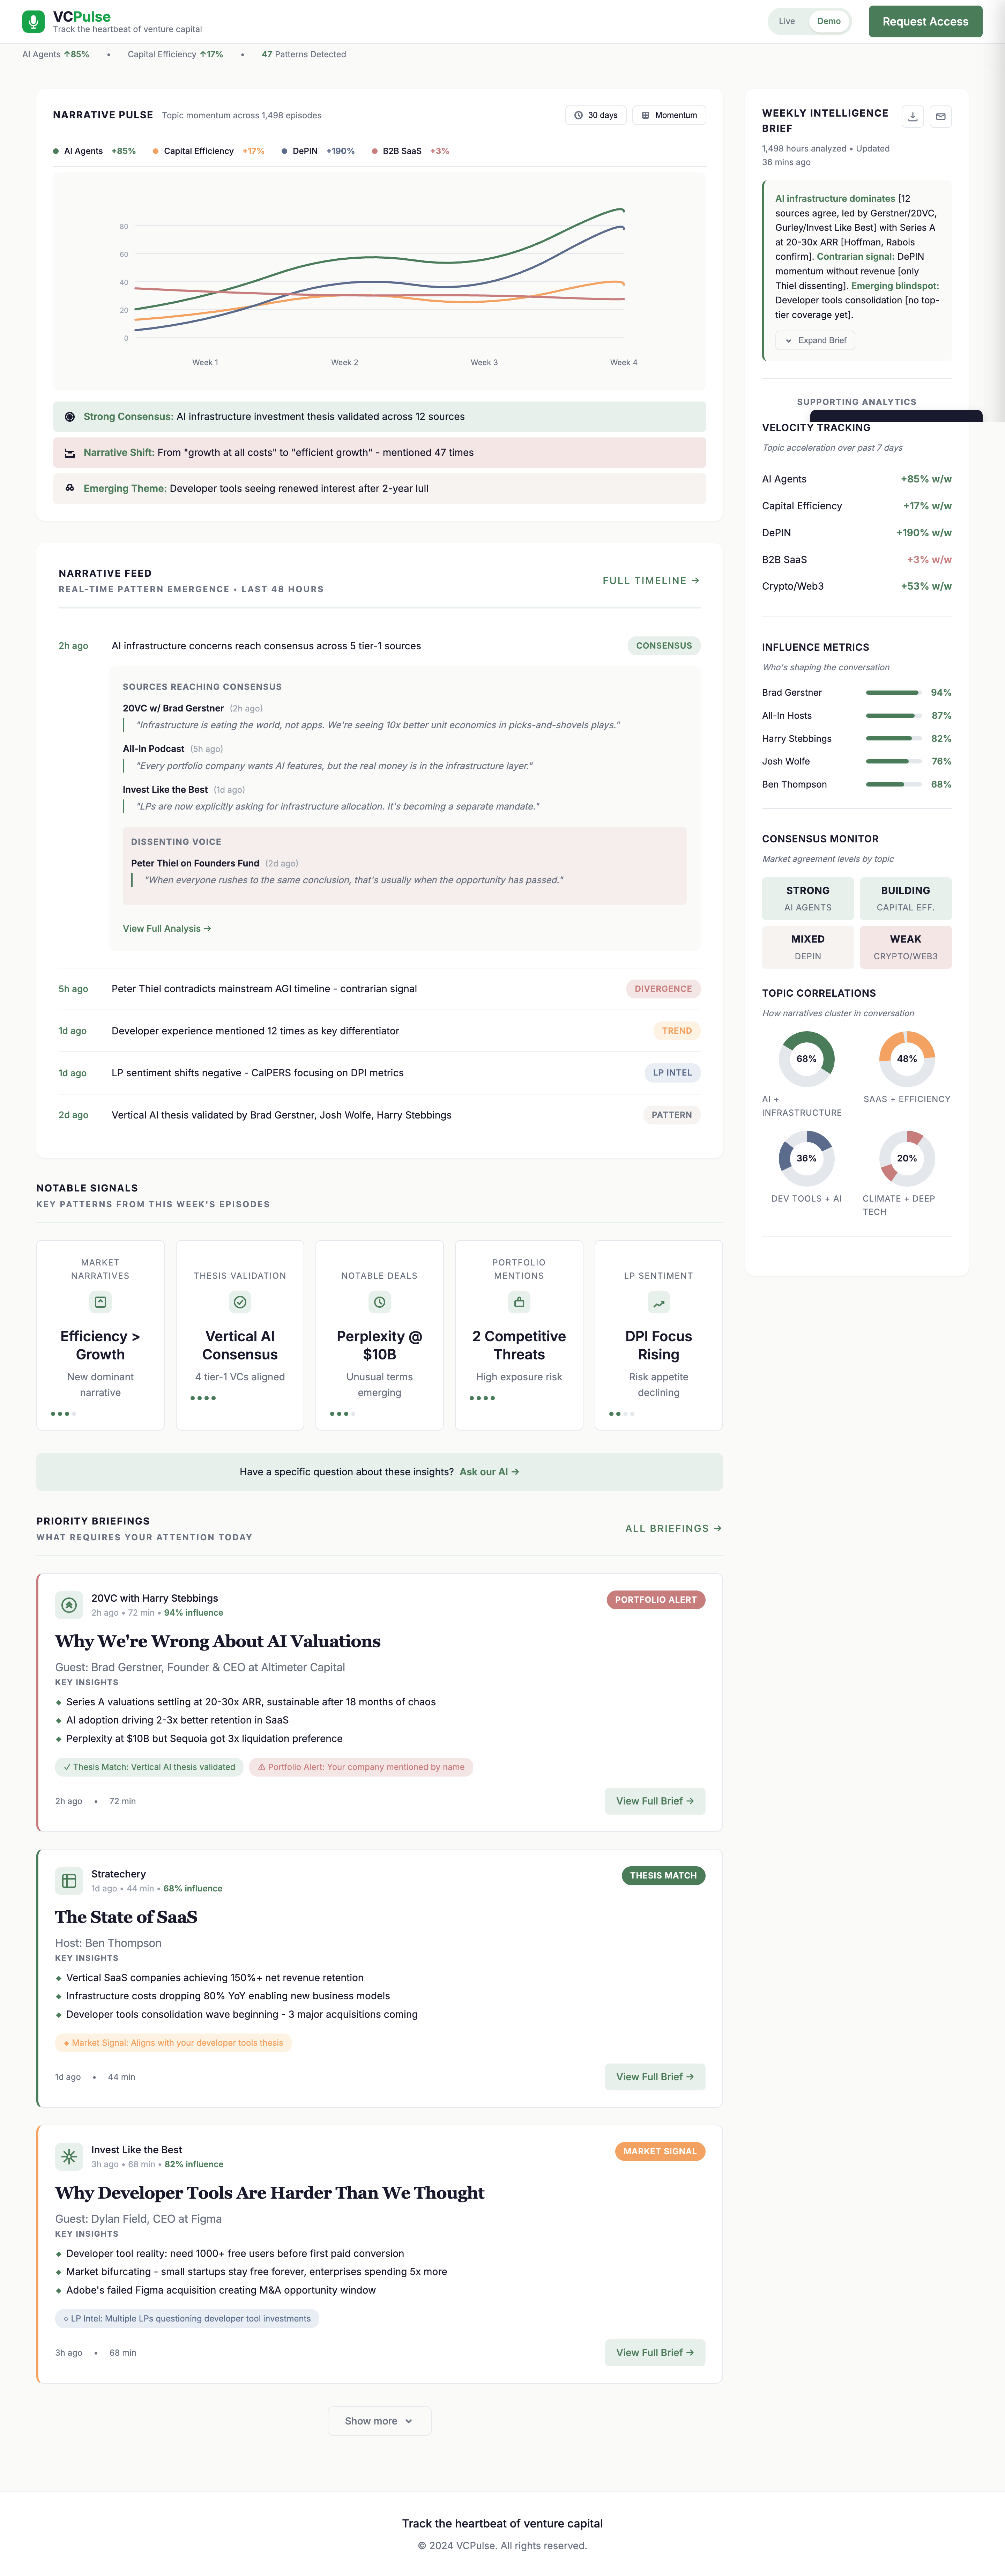 VCPulse
Track the heartbeat of venture capital
Live
Demo
Request Access
AI Agents ↑85% • Capital Efficiency ↑17% • 47 Patterns Detected
NARRATIVE PULSE Topic momentum across 1,498 episodes
30 days
Momentum
AI Agents +85% Capital Efficiency +17% DePIN +190% B2B SaaS +3%
80
60
40
20
0
Week 1 Week 2 Week 3 Week 4
Strong Consensus: AI infrastructure investment thesis validated across 12 sources
Narrative Shift: From "growth at all costs" to "efficient growth" - mentioned 47 times
Emerging Theme: Developer tools seeing renewed interest after 2-year lull
NARRATIVE FEED
REAL-TIME PATTERN EMERGENCE • LAST 48 HOURS
FULL TIMELINE →
2h ago AI infrastructure concerns reach consensus across 5 tier-1 sources CONSENSUS
SOURCES REACHING CONSENSUS
20VC w/ Brad Gerstner (2h ago)
"Infrastructure is eating the world, not apps. We're seeing 10x better unit economics in picks-and-shovels plays."
All-In Podcast (5h ago)
"Every portfolio company wants AI features, but the real money is in the infrastructure layer."
Invest Like the Best (1d ago)
"LPs are now explicitly asking for infrastructure allocation. It's becoming a separate mandate."
DISSENTING VOICE
Peter Thiel on Founders Fund (2d ago)
"When everyone rushes to the same conclusion, that's usually when the opportunity has passed."
View Full Analysis →
5h ago Peter Thiel contradicts mainstream AGI timeline - contrarian signal DIVERGENCE
1d ago Developer experience mentioned 12 times as key differentiator TREND
1d ago LP sentiment shifts negative - CalPERS focusing on DPI metrics LP INTEL
2d ago Vertical AI thesis validated by Brad Gerstner, Josh Wolfe, Harry Stebbings PATTERN
NOTABLE SIGNALS
KEY PATTERNS FROM THIS WEEK'S EPISODES
MARKET
NARRATIVES
Efficiency >
Growth
New dominant
narrative
THESIS VALIDATION
Vertical AI
Consensus
4 tier-1 VCs aligned
NOTABLE DEALS
Perplexity @
$10B
Unusual terms
emerging
PORTFOLIO
MENTIONS
2 Competitive
Threats
High exposure risk
LP SENTIMENT
DPI Focus
Rising
Risk appetite
declining
Have a specific question about these insights? Ask our AI →
PRIORITY BRIEFINGS
WHAT REQUIRES YOUR ATTENTION TODAY
ALL BRIEFINGS →
20VC with Harry Stebbings
2h ago • 72 min • 94% influence
PORTFOLIO ALERT
Why We're Wrong About AI Valuations
Guest: Brad Gerstner, Founder & CEO at Altimeter Capital
KEY INSIGHTS
Series A valuations settling at 20-30x ARR, sustainable after 18 months of chaos
AI adoption driving 2-3x better retention in SaaS
Perplexity at $10B but Sequoia got 3x liquidation preference
✓ Thesis Match: Vertical AI thesis validated
⚠ Portfolio Alert: Your company mentioned by name
2h ago • 72 min
View Full Brief →
Stratechery
1d ago • 44 min • 68% influence
THESIS MATCH
The State of SaaS
Host: Ben Thompson
KEY INSIGHTS
Vertical SaaS companies achieving 150%+ net revenue retention
Infrastructure costs dropping 80% YoY enabling new business models
Developer tools consolidation wave beginning - 3 major acquisitions coming
◆ Market Signal: Aligns with your developer tools thesis
1d ago • 44 min
View Full Brief →
Invest Like the Best
3h ago • 68 min • 82% influence
MARKET SIGNAL
Why Developer Tools Are Harder Than We Thought
Guest: Dylan Field, CEO at Figma
KEY INSIGHTS
Developer tool reality: need 1000+ free users before first paid conversion
Market bifurcating - small startups stay free forever, enterprises spending 5x more
Adobe's failed Figma acquisition creating M&A opportunity window
◇ LP Intel: Multiple LPs questioning developer tool investments
3h ago • 68 min
View Full Brief →
Show more
WEEKLY INTELLIGENCE
BRIEF
1,498 hours analyzed • Updated
36 mins ago
AI infrastructure dominates [12
sources agree, led by Gerstner/20VC,
Gurley/Invest Like Best] with Series A
at 20-30x ARR [Hoffman, Rabois
confirm]. Contrarian signal: DePIN
momentum without revenue [only
Thiel dissenting]. Emerging blindspot:
Developer tools consolidation [no top-
tier coverage yet].
Expand Brief
SUPPORTING ANALYTICS
VELOCITY TRACKING
Topic acceleration over past 7 days
AI Agents +85% w/w
Capital Efficiency +17% w/w
DePIN +190% w/w
B2B SaaS +3% w/w
Crypto/Web3 +53% w/w
INFLUENCE METRICS
Who's shaping the conversation
Brad Gerstner 94%
All-In Hosts 87%
Harry Stebbings 82%
Josh Wolfe 76%
Ben Thompson 68%
CONSENSUS MONITOR
Market agreement levels by topic
STRONG
AI AGENTS
BUILDING
CAPITAL EFF.
MIXED
DEPIN
WEAK
CRYPTO/WEB3
TOPIC CORRELATIONS
How narratives cluster in conversation
68%
AI +
INFRASTRUCTURE
48%
SAAS + EFFICIENCY
36%
DEV TOOLS + AI
20%
CLIMATE + DEEP
TECH
Track the heartbeat of venture capital
© 2024 VCPulse. All rights reserved.